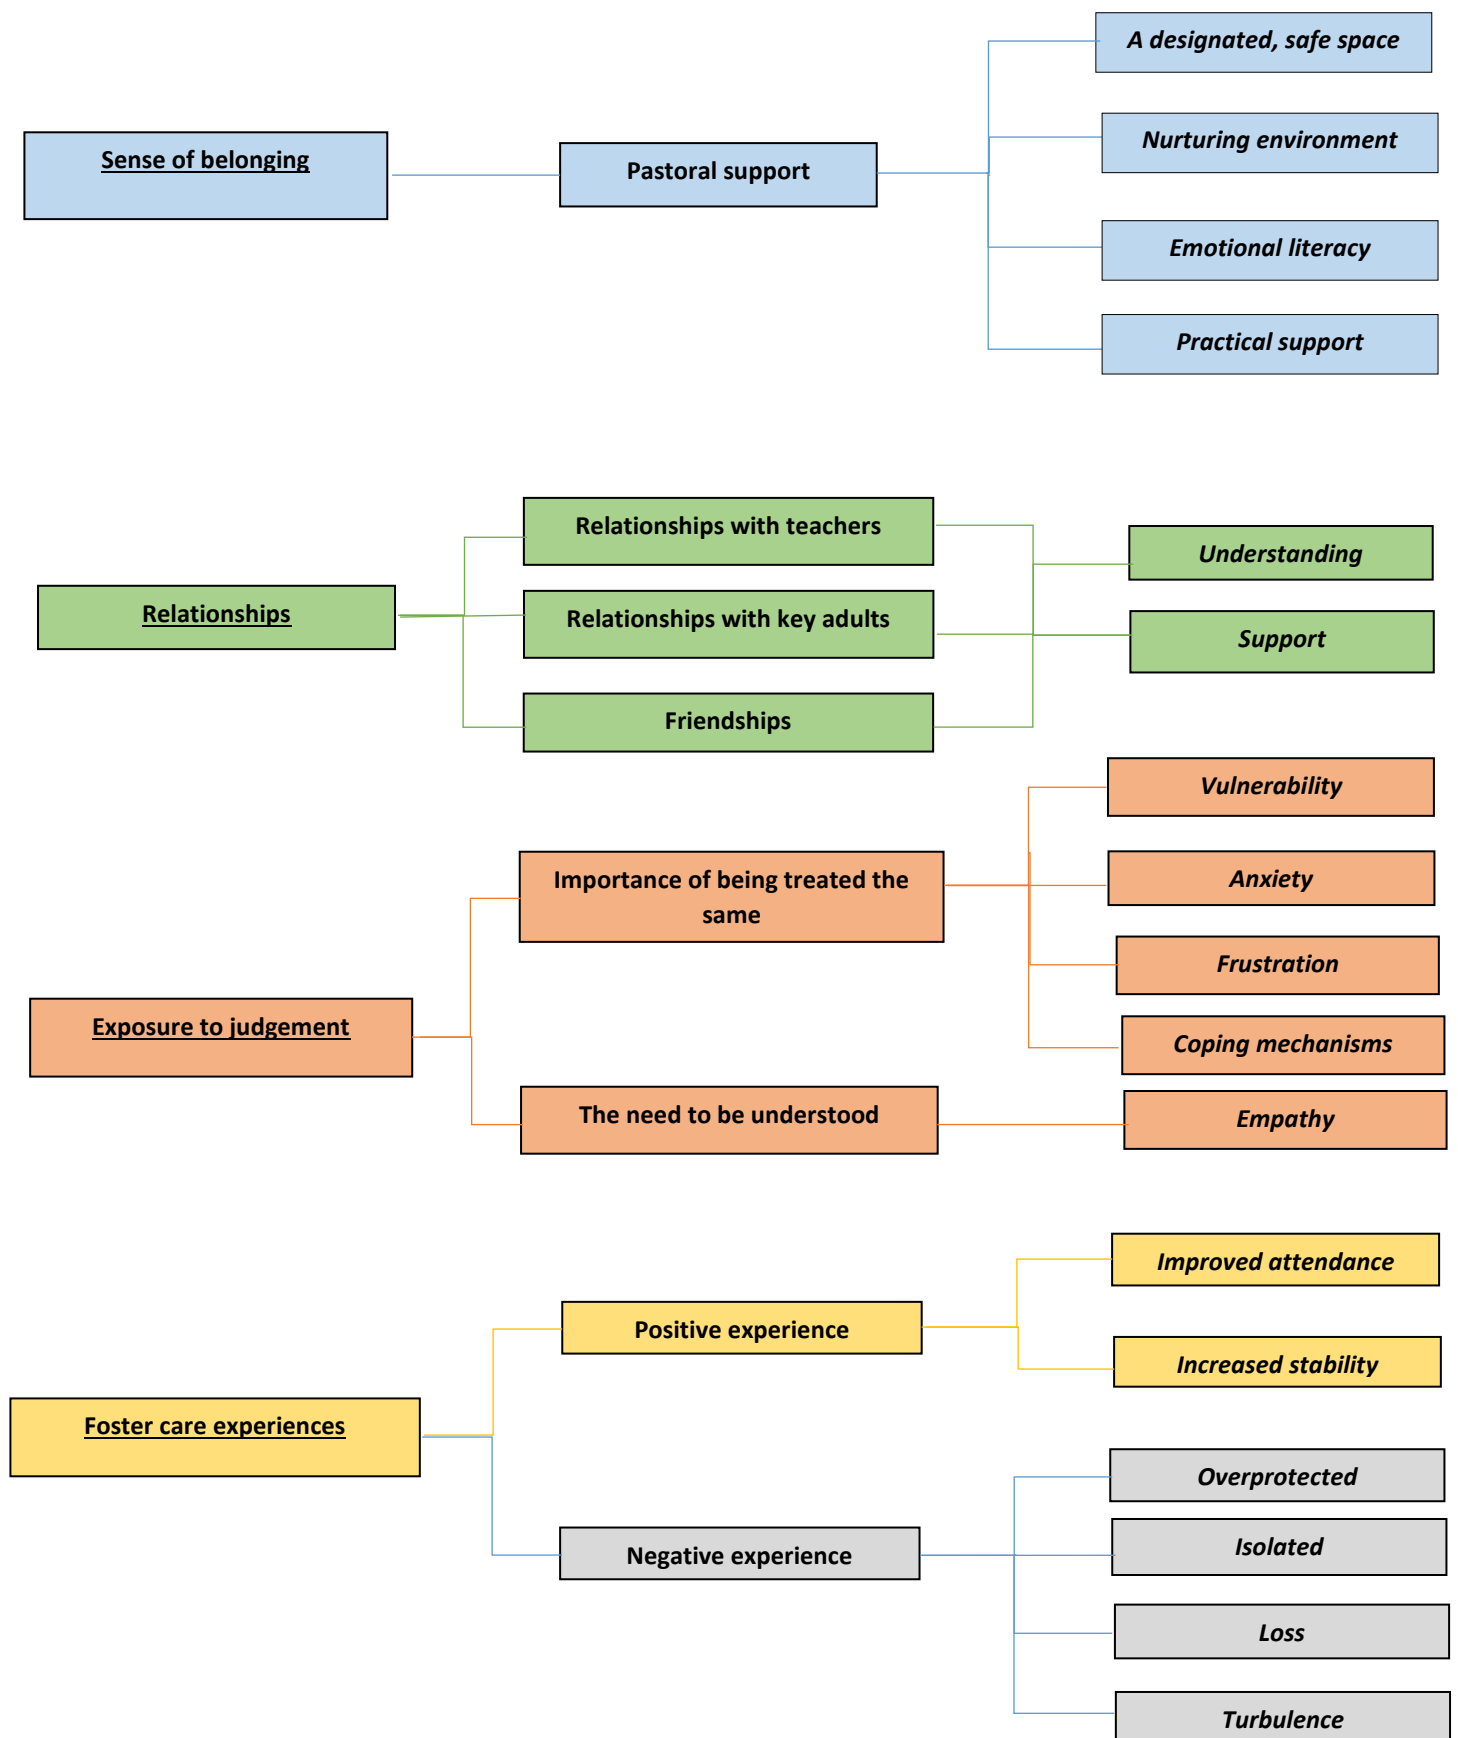 A designated, safe space
Sense of belonging
Pastoral support
Nurturing environment
Emotional literacy
Practical support
Relationships with teachers
Understanding
Relationships
Relationships with key adults
Support
Friendships
Vulnerability
Importance of being treated the
same
Anxiety
Frustration
Exposure to judgement
Coping mechanisms
The need to be understood
Empathy
Improved attendance
Positive experience
Increased stability
Foster care experiences
Overprotected
Negative experience
Isolated
Loss
Turbulence